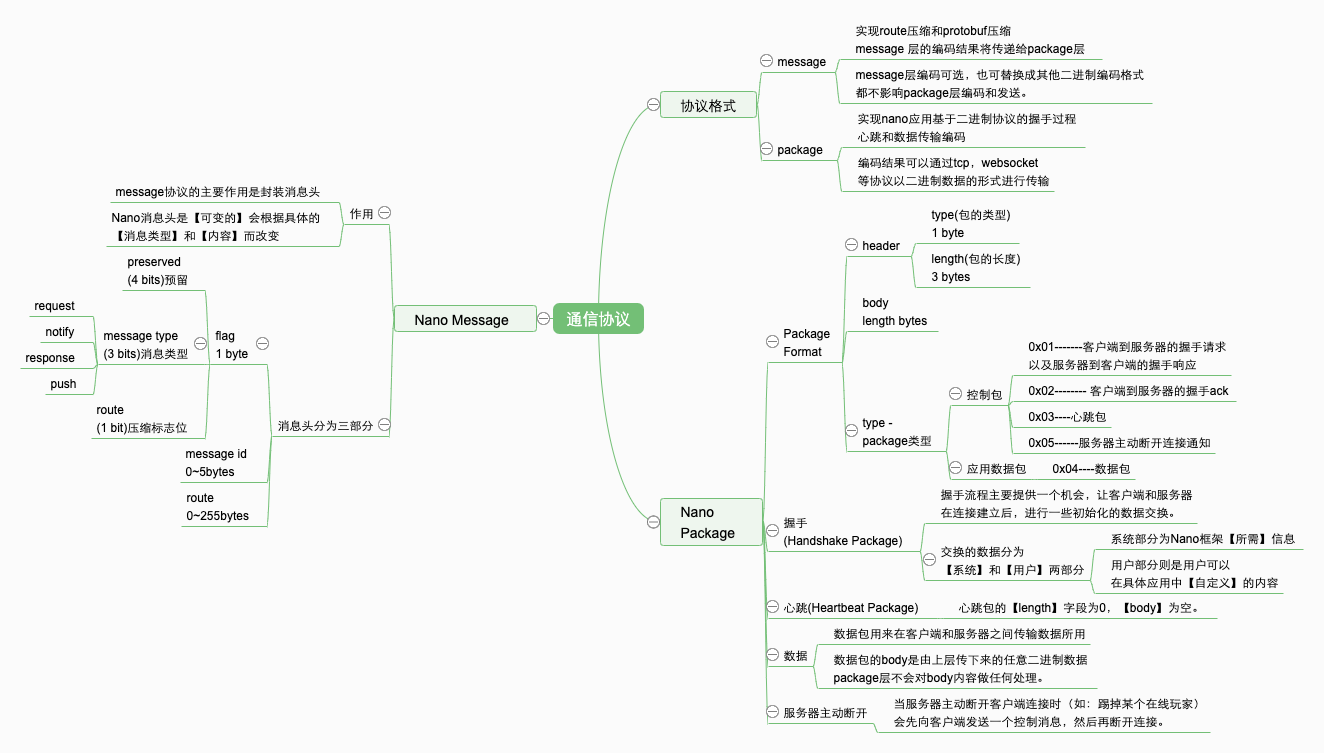 通信协议
协议格式
message
实现route压缩和protobuf压缩
message 层的编码结果将传递给package层
message层编码可选，也可替换成其他二进制编码格式
都不影响package层编码和发送。
package
实现nano应用基于二进制协议的握手过程
心跳和数据传输编码
编码结果可以通过tcp，websocket
等协议以二进制数据的形式进行传输
Nano
Package
Package
Format
header
type(包的类型)
1 byte
length(包的长度)
3 bytes
body
length bytes
type -
package类型
控制包
0x01-------客户端到服务器的握手请求
以及服务器到客户端的握手响应
0x02-------- 客户端到服务器的握手ack
0x03----心跳包
0x05------服务器主动断开连接通知
应用数据包
0x04----数据包
握手
(Handshake Package)
握手流程主要提供一个机会，让客户端和服务器
在连接建立后，进行一些初始化的数据交换。
交换的数据分为
【系统】和【用户】两部分
系统部分为Nano框架【所需】信息
用户部分则是用户可以
在具体应用中【自定义】的内容
心跳(Heartbeat Package)
心跳包的【length】字段为0，【body】为空。
数据
数据包用来在客户端和服务器之间传输数据所用
数据包的body是由上层传下来的任意二进制数据
package层不会对body内容做任何处理。
服务器主动断开
当服务器主动断开客户端连接时（如：踢掉某个在线玩家）
会先向客户端发送一个控制消息，然后再断开连接。
Nano Message
作用
message协议的主要作用是封装消息头
Nano消息头是【可变的】会根据具体的
【消息类型】和【内容】而改变
消息头分为三部分
flag
1 byte
preserved
(4 bits)预留
message type
(3 bits)消息类型
request
notify
response
push
route
(1 bit)压缩标志位
message id
0~5bytes
route
0~255bytes